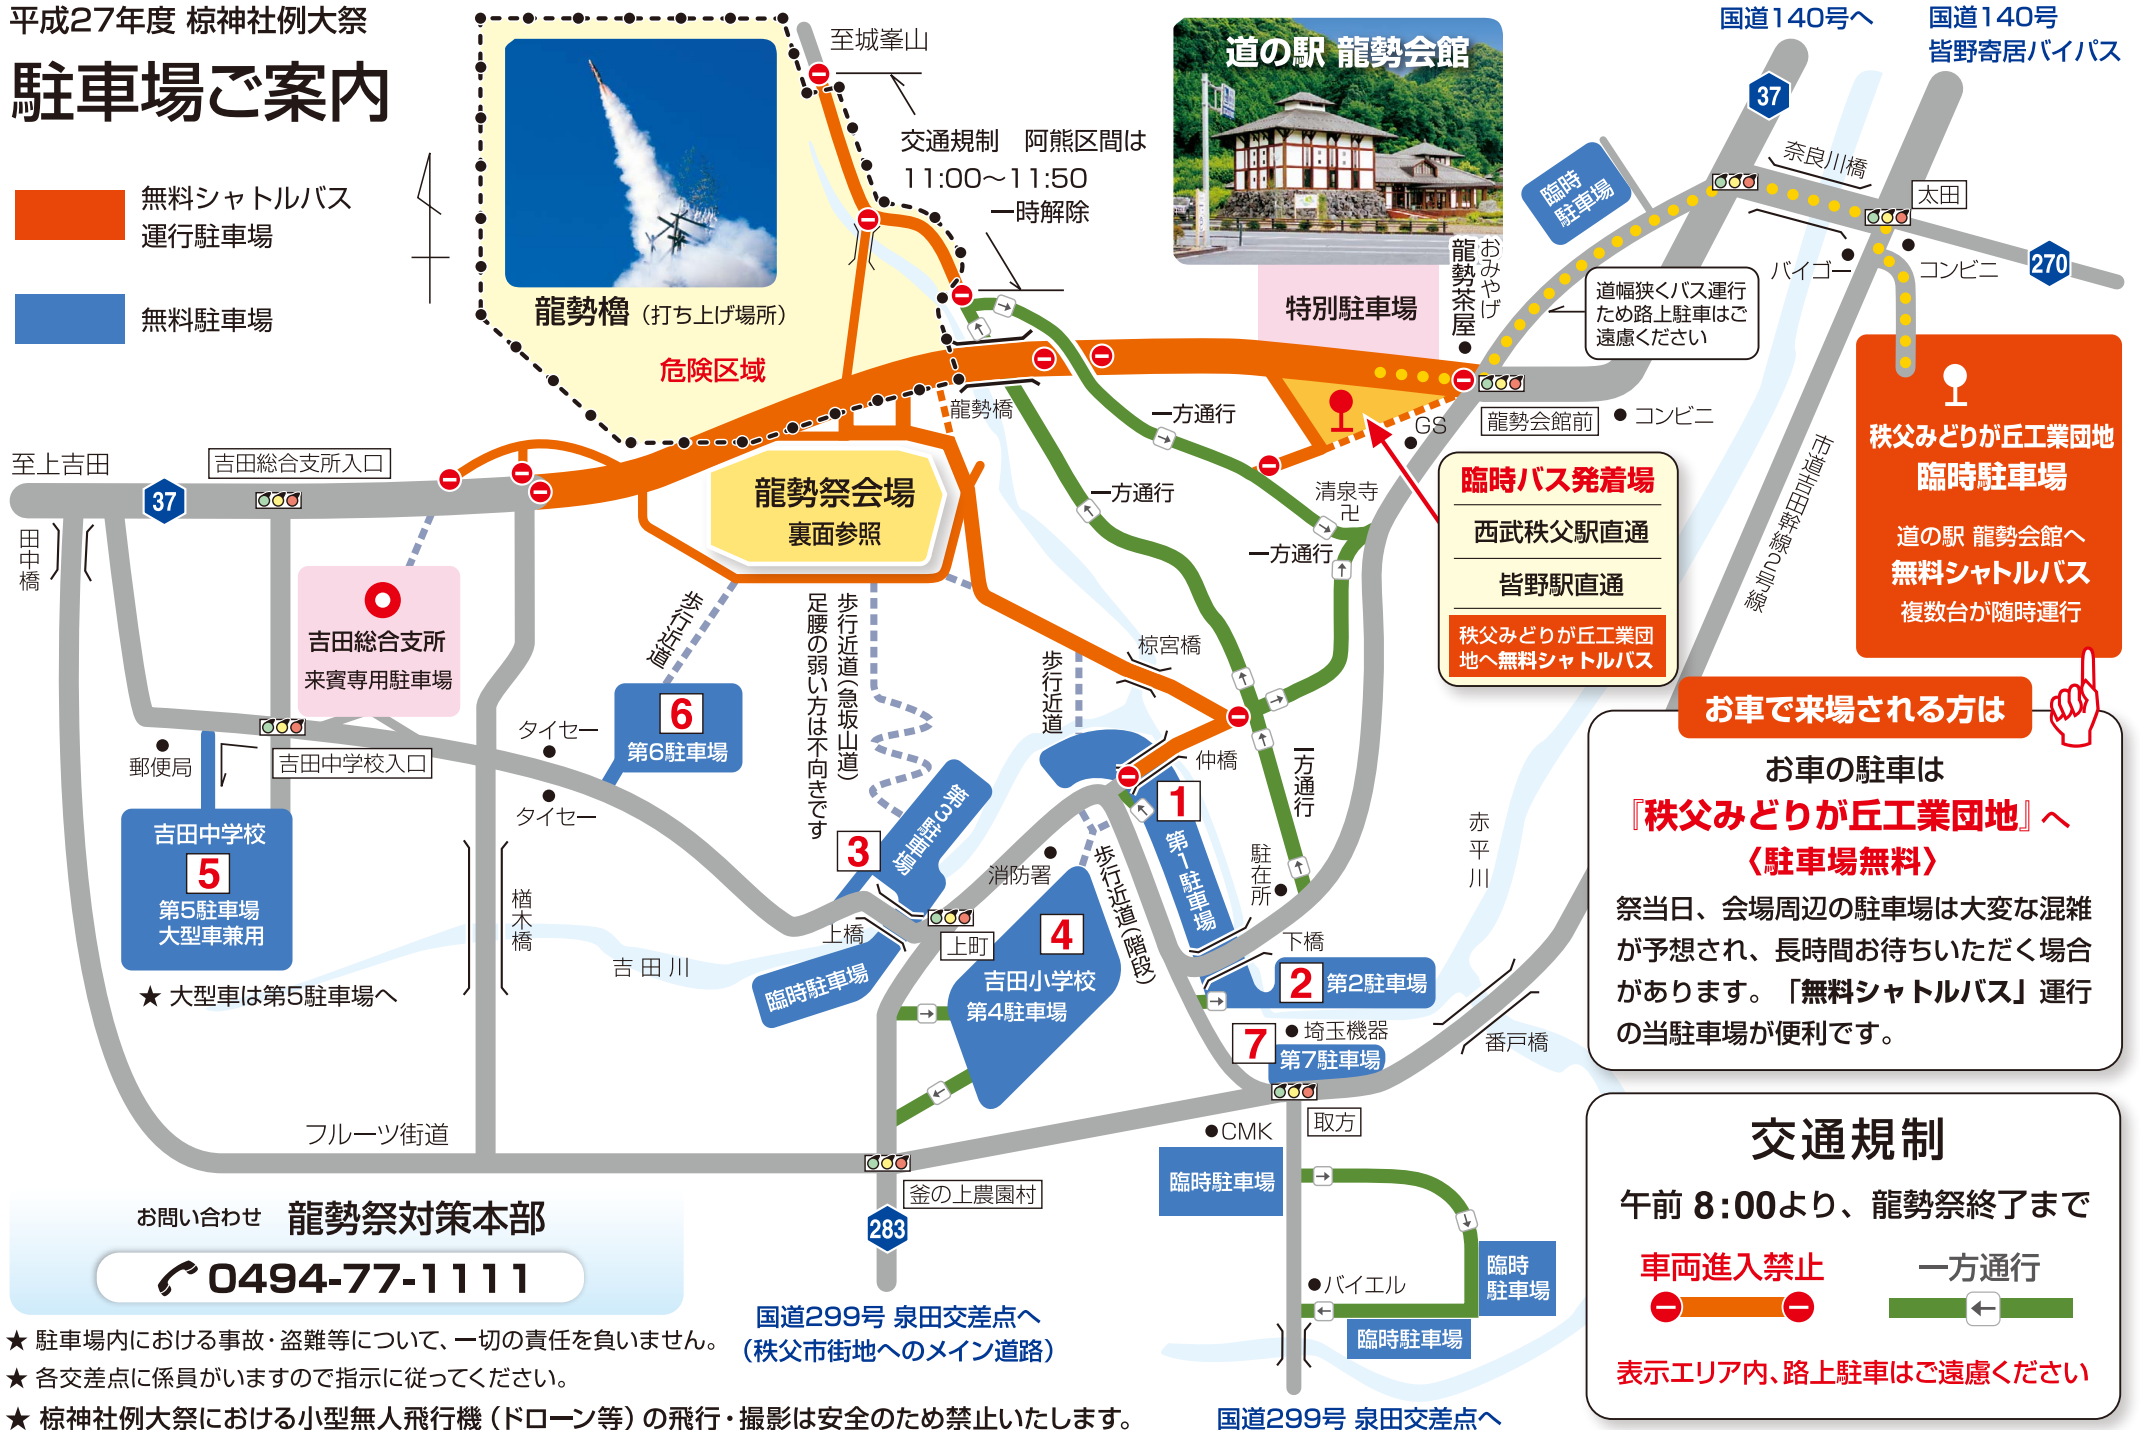 平成27年度 椋神社例大祭
駐車場ご案内
無料シャトルバス
運行駐車場
無料駐車場
龍勢櫓（打ち上げ場所）
危険区域
至城峯山
交通規制　阿熊区間は
11:00～11:50
一時解除
道の駅 龍勢会館
特別駐車場
おみやげ
龍勢茶屋
国道140号へ
国道140号
皆野寄居バイパス
37
奈良川橋
太田
臨時
駐車場
バイゴー
コンビニ
270
道幅狭くバス運行
ため路上駐車はご
遠慮ください
龍勢会館前
コンビニ
GS
市道吉田幹線2号線
秩父みどりが丘工業団地
臨時駐車場
道の駅 龍勢会館へ
無料シャトルバス
複数台が随時運行
臨時バス発着場
西武秩父駅直通
皆野駅直通
秩父みどりが丘工業団
地へ無料シャトルバス
龍勢橋
一方通行
一方通行
一方通行
清泉寺
卍
至上吉田
37
吉田総合支所入口
田中橋
龍勢祭会場
裏面参照
吉田総合支所
来賓専用駐車場
歩行近道
歩行近道（急坂山道）
足腰の弱い方は不向きです
歩行近道
椋宮橋
仲橋
一方通行
6
第6駐車場
タイセー
タイセー
郵便局
吉田中学校入口
吉田中学校
5
第5駐車場
大型車兼用
★ 大型車は第5駐車場へ
楢木橋
吉田川
3
第3駐車場
上橋
上町
臨時駐車場
消防署
4
吉田小学校
第4駐車場
歩行近道（階段）
1
第1駐車場
駐在所
下橋
2
第2駐車場
7
埼玉機器
第7駐車場
赤平川
番戸橋
取方
CMK
臨時駐車場
バイエル
臨時
駐車場
臨時駐車場
国道299号 泉田交差点へ
フルーツ街道
釜の上農園村
283
国道299号 泉田交差点へ
（秩父市街地へのメイン道路）
お車で来場される方は
お車の駐車は
『秩父みどりが丘工業団地』へ
〈駐車場無料〉
祭当日、会場周辺の駐車場は大変な混雑
が予想され、長時間お待ちいただく場合
があります。「無料シャトルバス」運行
の当駐車場が便利です。
交通規制
午前 8:00より、龍勢祭終了まで
車両進入禁止
一方通行
表示エリア内、路上駐車はご遠慮ください
お問い合わせ 龍勢祭対策本部
0494-77-1111
★ 駐車場内における事故・盗難等について、一切の責任を負いません。
★ 各交差点に係員がいますので指示に従ってください。
★ 椋神社例大祭における小型無人飛行機（ドローン等）の飛行・撮影は安全のため禁止いたします。